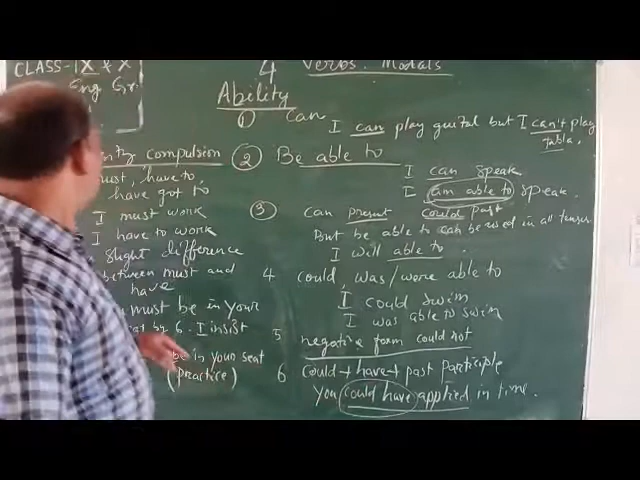 CLASS-IX & X
Eng Gr.
4 Verbs. Modals
Ability
① Can
I can play guital but I can't play
Tabla,
compulsion
② Be able to
must, have to,
have got to
I can speak
I am able to speak.
I must work
③ Can present could past
I have to work
But be able to can be used in all tenses
slight difference
I will able to.
between must and
have
4 could, was/were able to
must be in your
I could swim
by 6. I insist
I was able to swim
5 negative form could not
be in your seat
(practice)
6 Could + have + past participle
You could have applied in time.